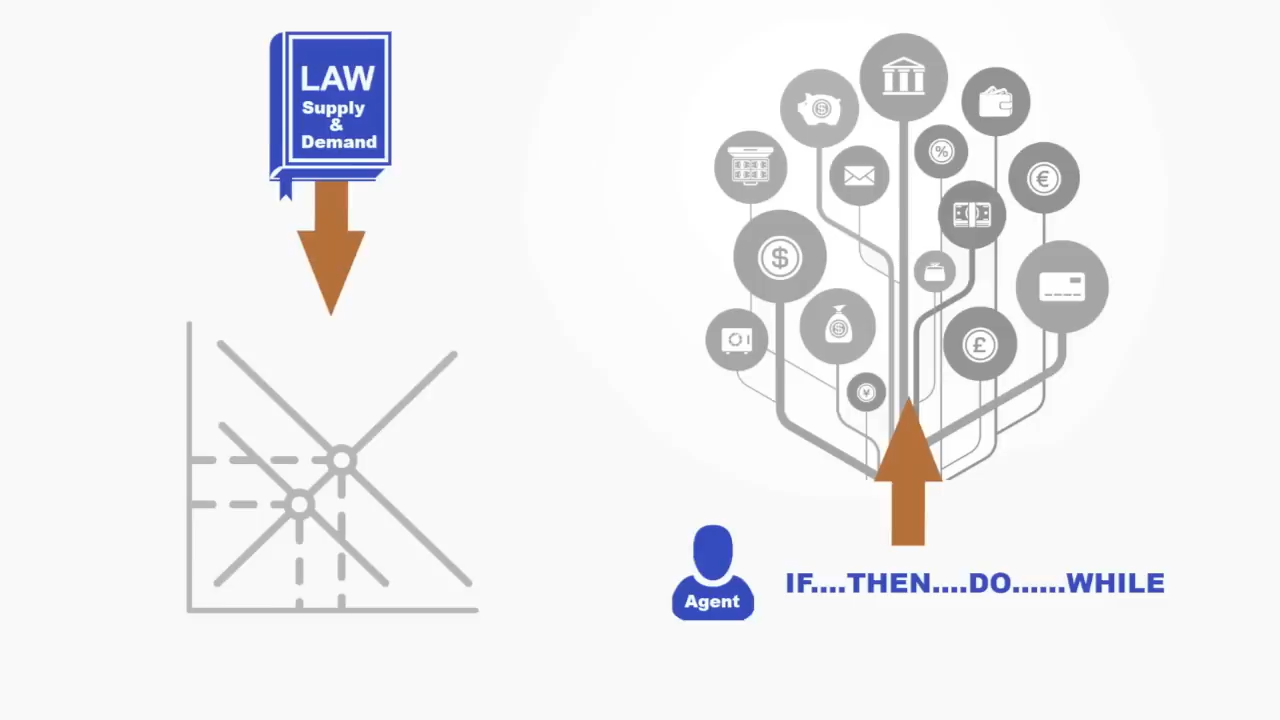 LAW
Supply
&
Demand
%
€
$
$
$
£
¥
Agent
IF....THEN....DO......WHILE